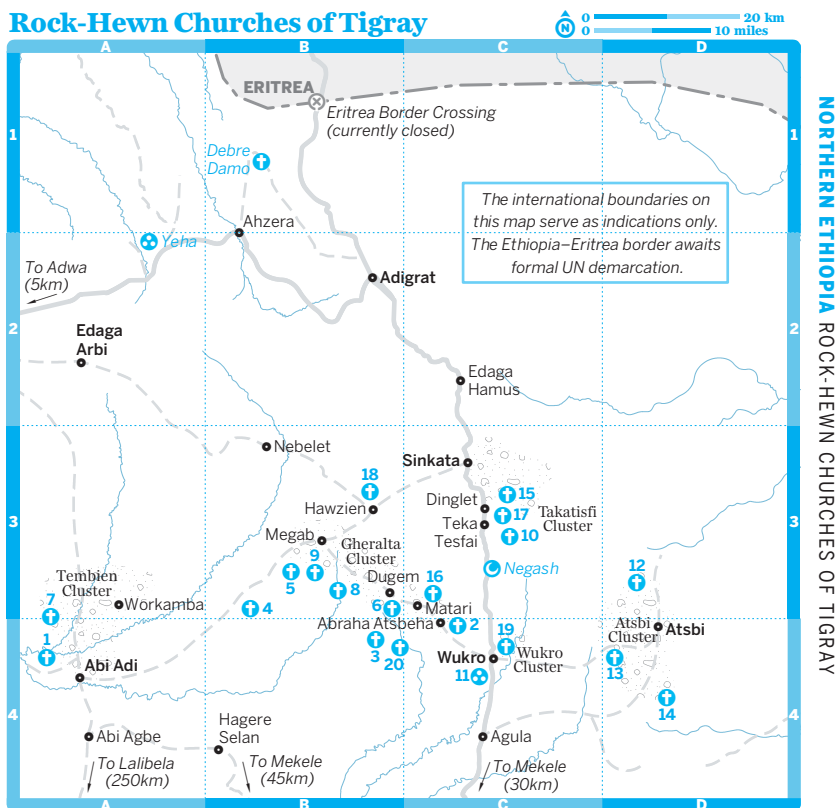 Rock-Hewn Churches of Tigray
N
0 20 km
0 10 miles
A B C D
ERITREA
Eritrea Border Crossing
(currently closed)
1 1
Debre
Damo
The international boundaries on
this map serve as indications only.
The Ethiopia–Eritrea border awaits
formal UN demarcation.
Ahzera
Yeha
To Adwa
(5km)
Adigrat
2 2
Edaga
Arbi
Edaga
Hamus
Nebelet
Sinkata
18
Hawzien
Dinglet
15
17
Teka
Tesfai
Takatisfi
Cluster
10
3 3
Megab
Gheralta
Cluster
9
5
8
Dugem
16
Negash
12
Tembien
Cluster
Workamba
7
4
6
Matari
Abraha Atsbeha
2
1
3
20
19
Wukro
Wukro
Cluster
11
Atsbi
Cluster
Atsbi
13
14
Abi Adi
4 4
Abi Agbe
Hagere
Selan
Agula
To Lalibela
(250km)
To Mekele
(45km)
To Mekele
(30km)
A B C D
NORTHERN ETHIOPIA ROCK-HEWN CHURCHES OF TIGRAY